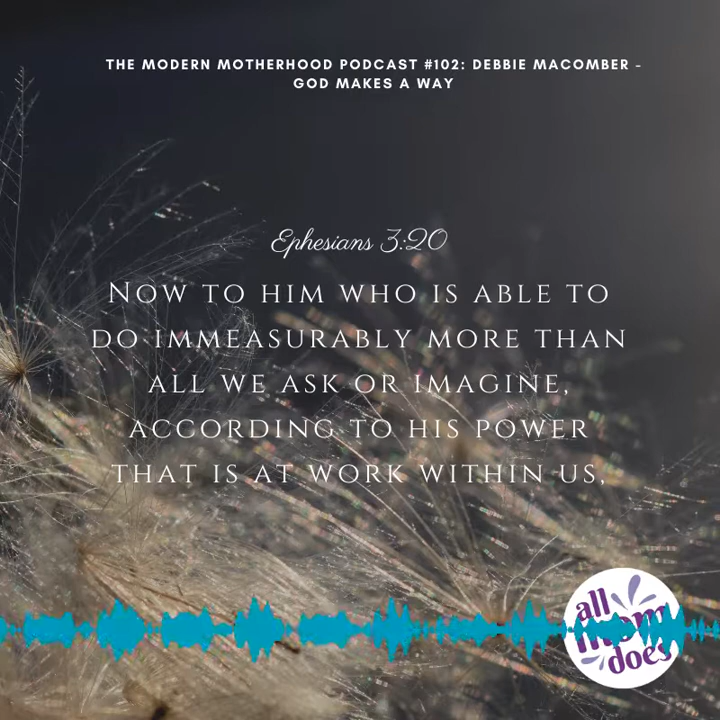 THE MODERN MOTHERHOOD PODCAST #102: DEBBIE MACOMBER -
GOD MAKES A WAY
Ephesians 3:20
NOW TO HIM WHO IS ABLE TO
DO IMMEASURABLY MORE THAN
ALL WE ASK OR IMAGINE,
ACCORDING TO HIS POWER
THAT IS AT WORK WITHIN US,
all
mom
does